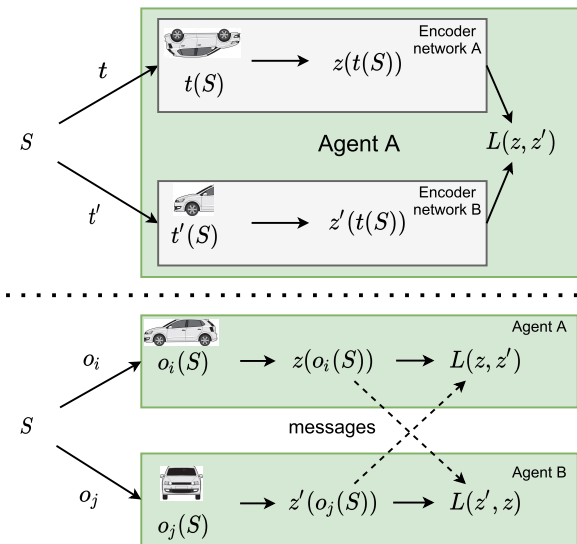 Encoder
network A
t
t(S)
z(t(S))
S
Agent A
L(z, z′)
t′
Encoder
network B
t′(S)
z′(t(S))
Agent A
o_i
o_i(S)
z(o_i(S))
L(z, z′)
S
messages
Agent B
o_j
o_j(S)
z′(o_j(S))
L(z′, z)